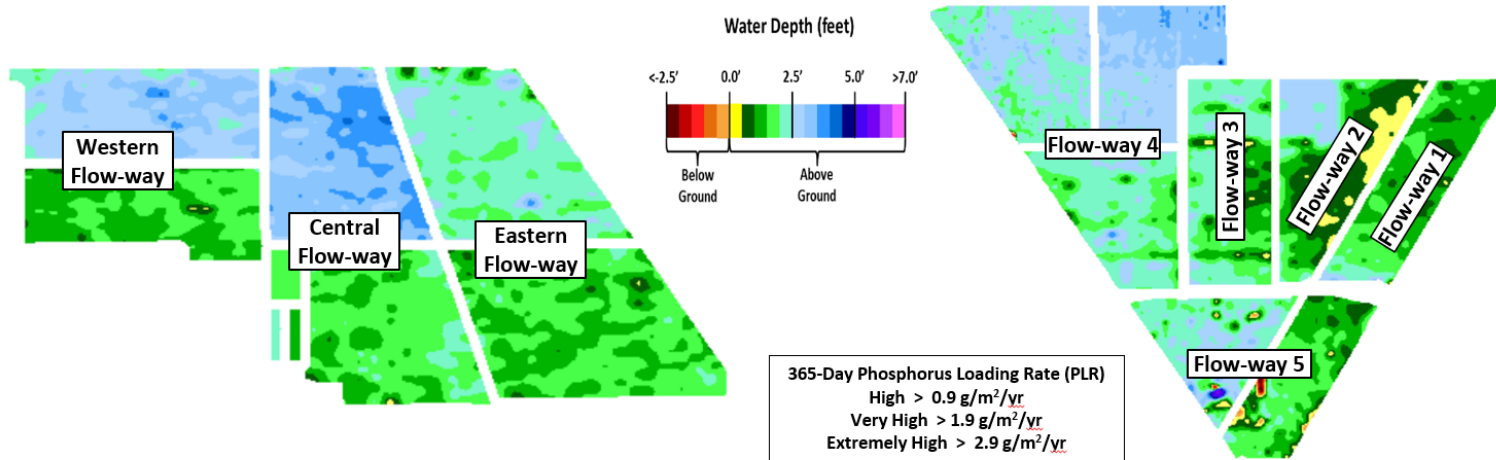 Water Depth (feet)
<-2.5' 0.0' 2.5' 5.0' >7.0'
Below
Ground
Above
Ground
Western
Flow-way
Central
Flow-way
Eastern
Flow-way
Flow-way 4
Flow-way 3
Flow-way 2
Flow-way 1
Flow-way 5
365-Day Phosphorus Loading Rate (PLR)
High > 0.9 g/m²/yr
Very High > 1.9 g/m²/yr
Extremely High > 2.9 g/m²/yr